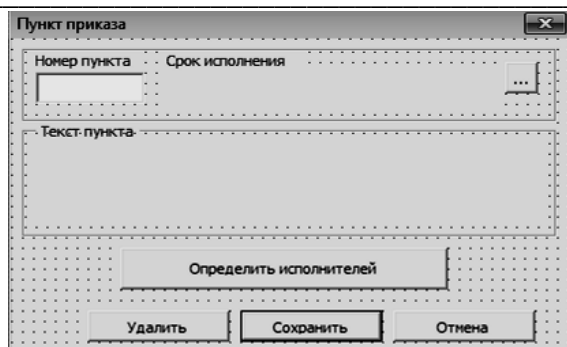 Пункт приказа
Номер пункта Срок исполнения
...
Текст пункта
Определить исполнителей
Удалить Сохранить Отмена